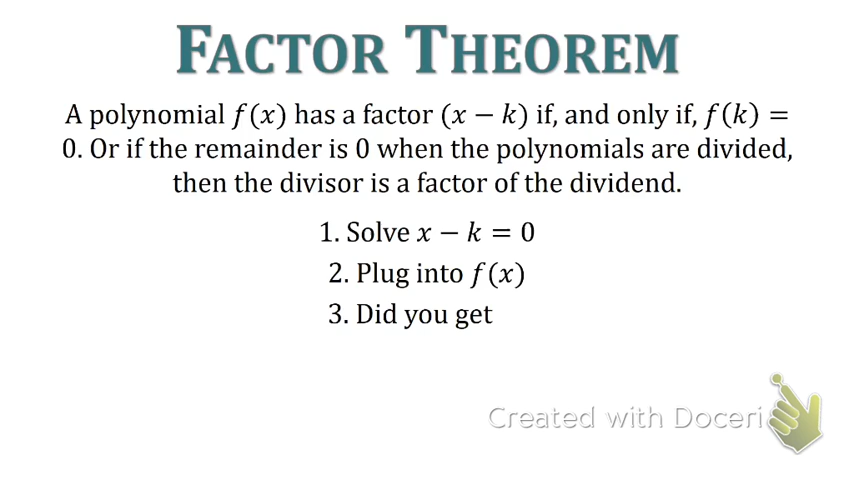 FACTOR THEOREM
A polynomial f(x) has a factor (x − k) if, and only if, f(k) =
0. Or if the remainder is 0 when the polynomials are divided,
then the divisor is a factor of the dividend.
1. Solve x − k = 0
2. Plug into f(x)
3. Did you get
Created with Doceri